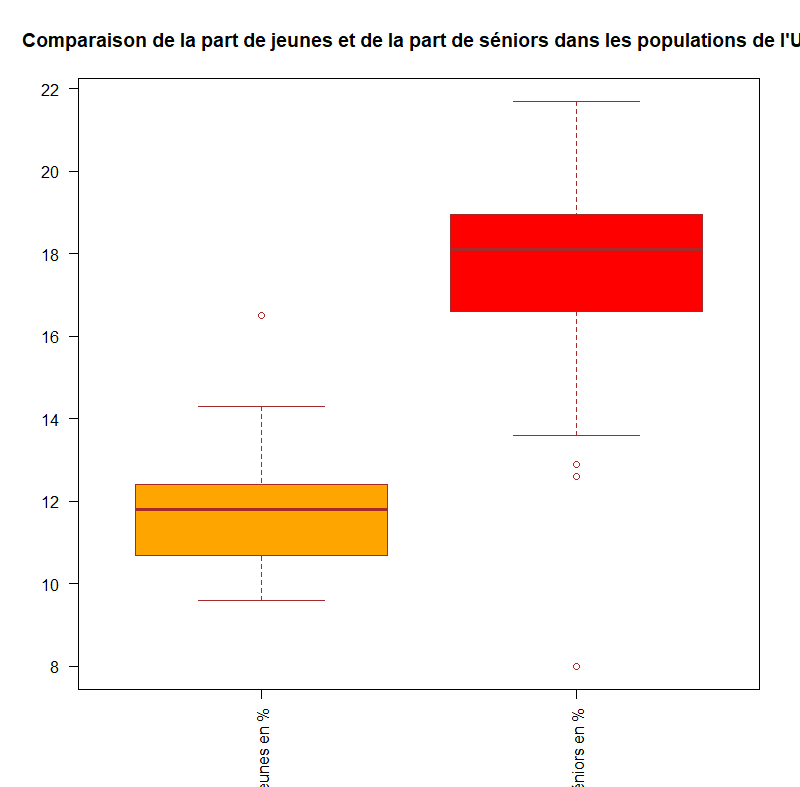 Comparaison de la part de jeunes et de la part de séniors dans les populations de l'U
22
20
18
16
14
12
10
8
eunes en %
éniors en %